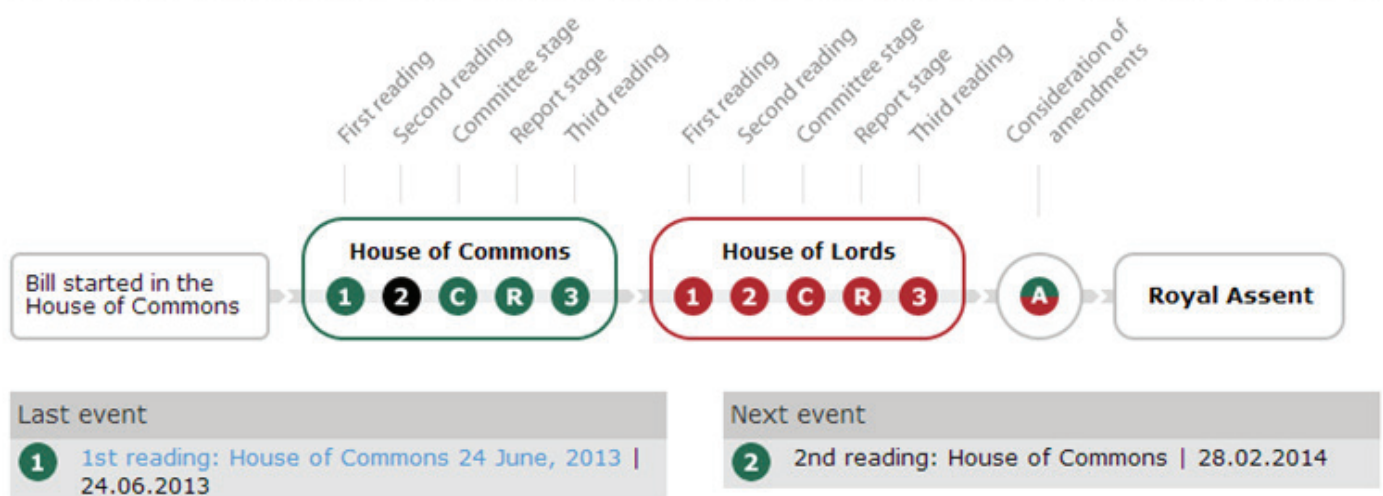 First reading
Second reading
Committee stage
Report stage
Third reading
First reading
Second reading
Committee stage
Report stage
Third reading
Consideration of
amendments
Bill started in the
House of Commons
House of Commons
1 2 C R 3
House of Lords
1 2 C R 3
A
Royal Assent
Last event
1 1st reading: House of Commons 24 June, 2013 |
24.06.2013
Next event
2 2nd reading: House of Commons | 28.02.2014